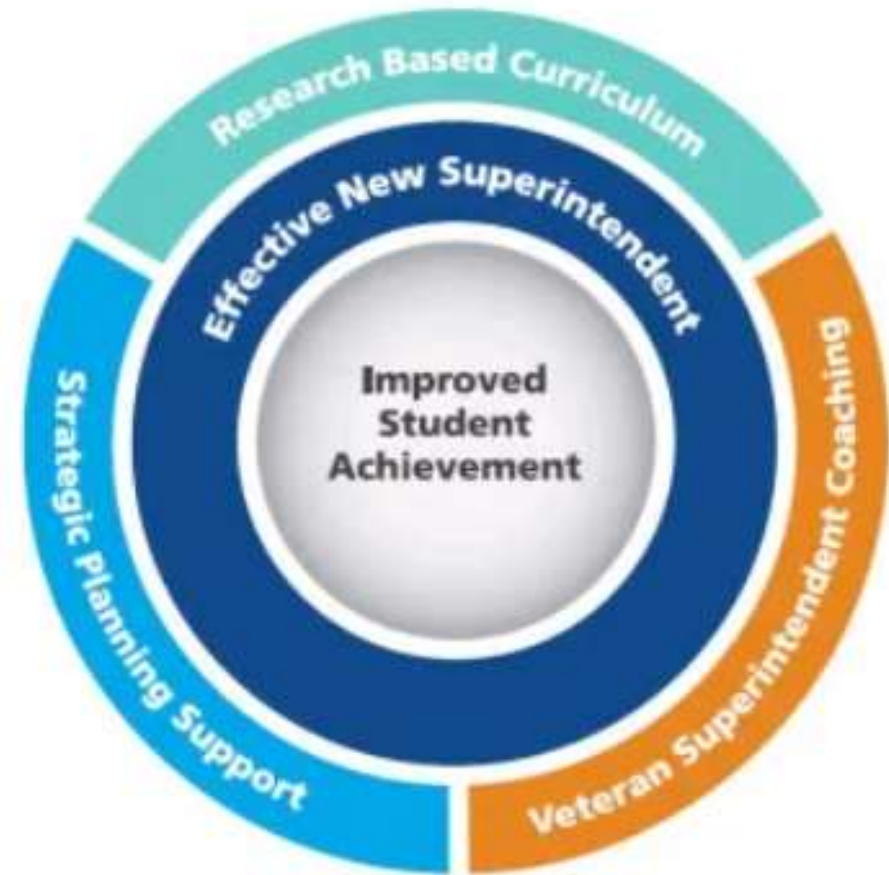 Research Based Curriculum
Effective New Superintendent
Improved
Student
Achievement
Strategic Planning Support
Veteran Superintendent Coaching